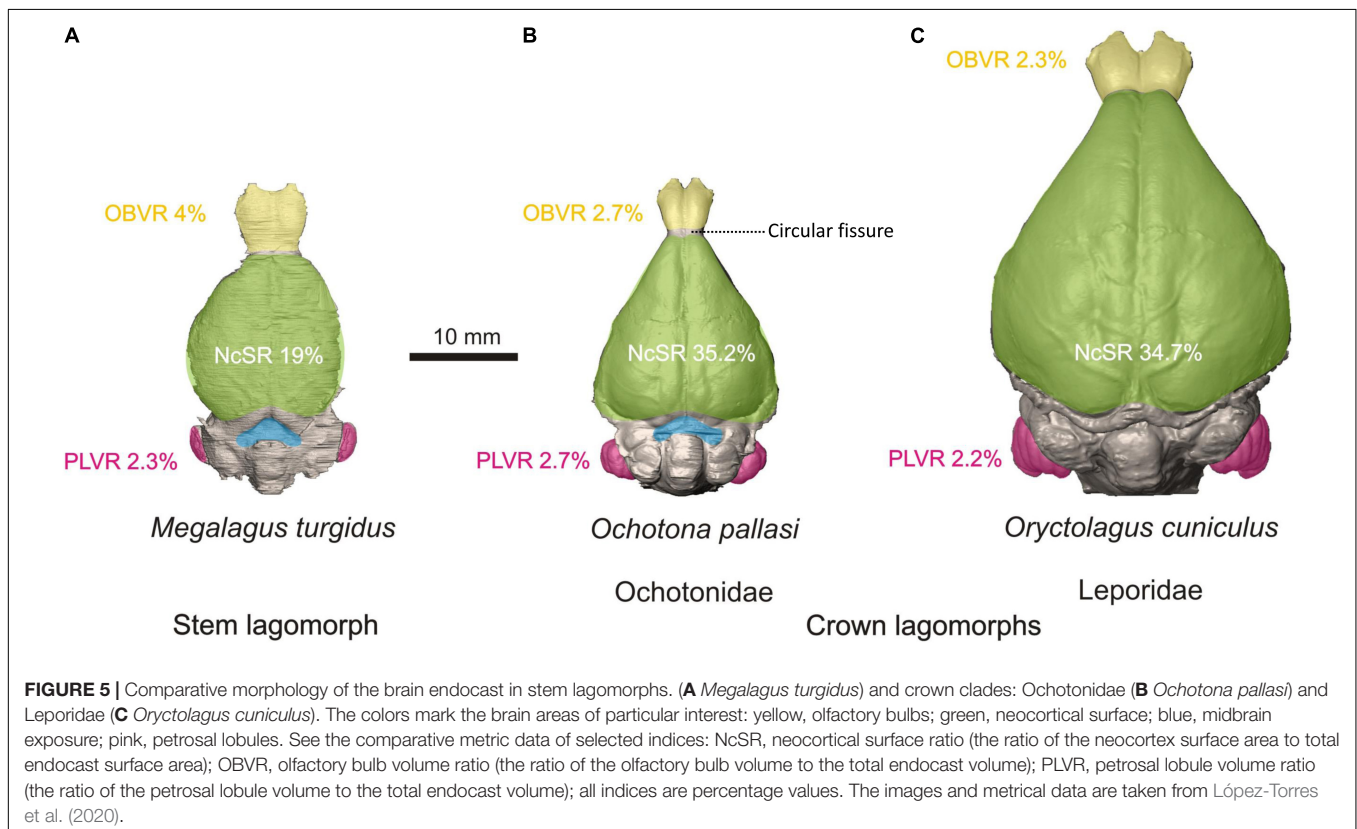 A
B
C
OBVR 2.3%
OBVR 4%
OBVR 2.7%
Circular fissure
10 mm
NcSR 19%
NcSR 35.2%
NcSR 34.7%
PLVR 2.3%
PLVR 2.7%
PLVR 2.2%
Megalagus turgidus
Ochotona pallasi
Oryctolagus cuniculus
Ochotonidae
Leporidae
Stem lagomorph
Crown lagomorphs
FIGURE 5 | Comparative morphology of the brain endocast in stem lagomorphs. (A Megalagus turgidus) and crown clades: Ochotonidae (B Ochotona pallasi) and
Leporidae (C Oryctolagus cuniculus). The colors mark the brain areas of particular interest: yellow, olfactory bulbs; green, neocortical surface; blue, midbrain
exposure; pink, petrosal lobules. See the comparative metric data of selected indices: NcSR, neocortical surface ratio (the ratio of the neocortex surface area to total
endocast surface area); OBVR, olfactory bulb volume ratio (the ratio of the olfactory bulb volume to the total endocast volume); PLVR, petrosal lobule volume ratio
(the ratio of the petrosal lobule volume to the total endocast volume); all indices are percentage values. The images and metrical data are taken from López-Torres
et al. (2020).